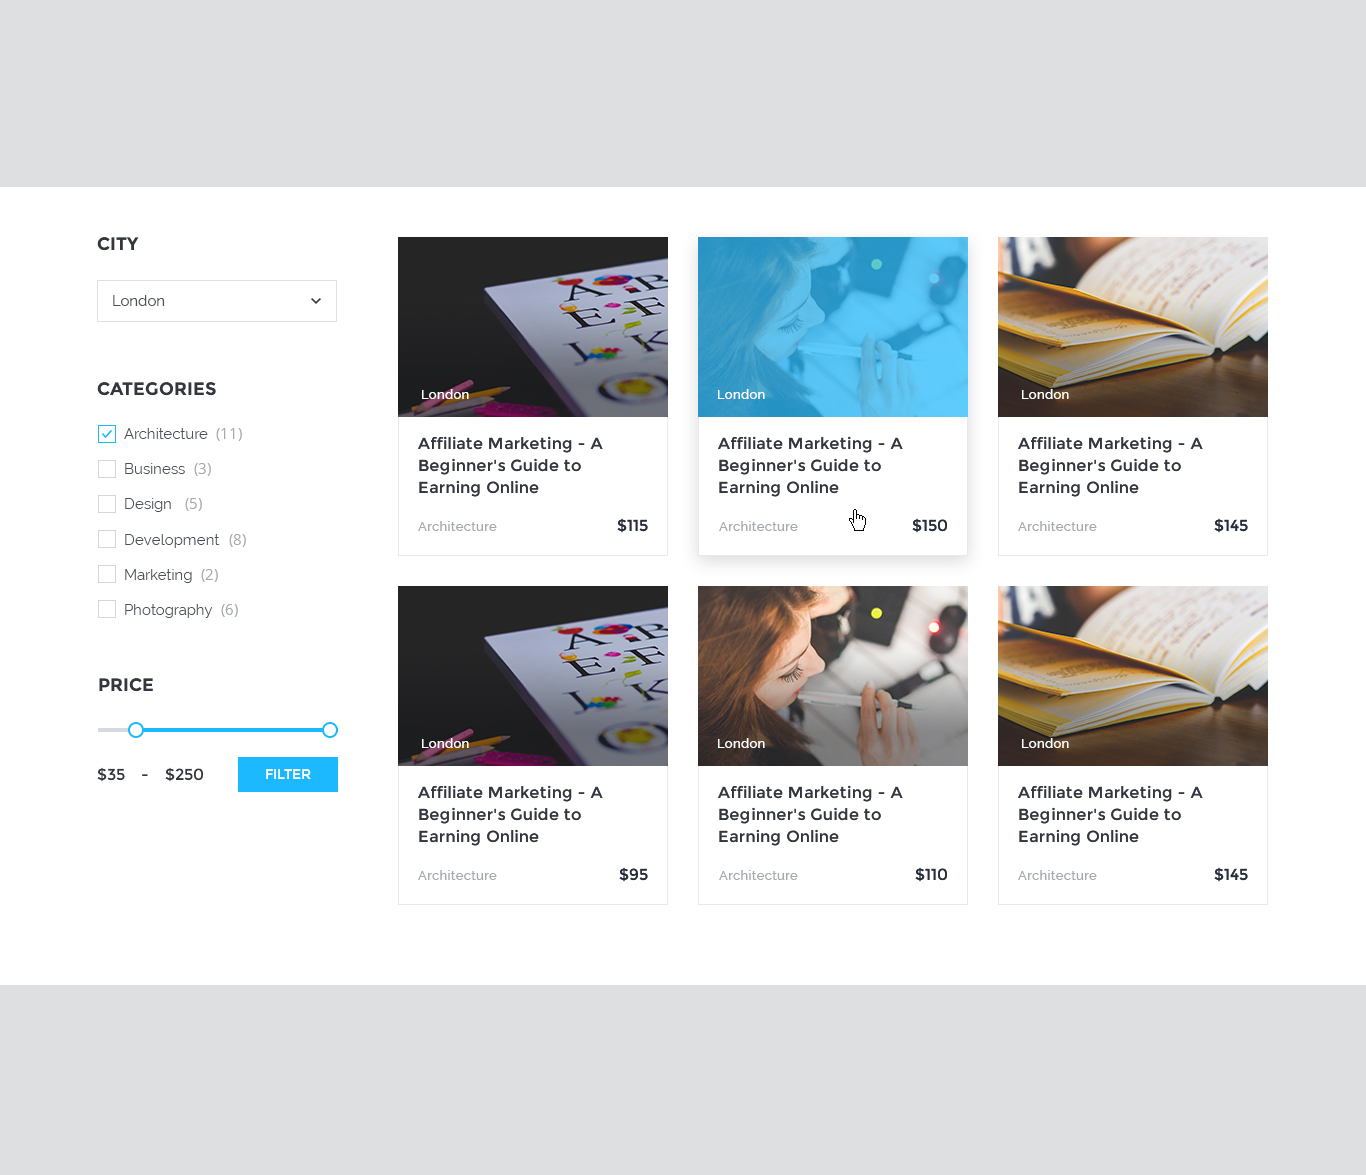 CITY
London
CATEGORIES
Architecture (11)
Business (3)
Design (5)
Development (8)
Marketing (2)
Photography (6)
PRICE
$35 - $250
FILTER
A B
E F
K
London
Affiliate Marketing - A
Beginner's Guide to
Earning Online
Architecture $115
London
Affiliate Marketing - A
Beginner's Guide to
Earning Online
Architecture $150
London
Affiliate Marketing - A
Beginner's Guide to
Earning Online
Architecture $145
A B
E F
K
London
Affiliate Marketing - A
Beginner's Guide to
Earning Online
Architecture $95
London
Affiliate Marketing - A
Beginner's Guide to
Earning Online
Architecture $110
London
Affiliate Marketing - A
Beginner's Guide to
Earning Online
Architecture $145